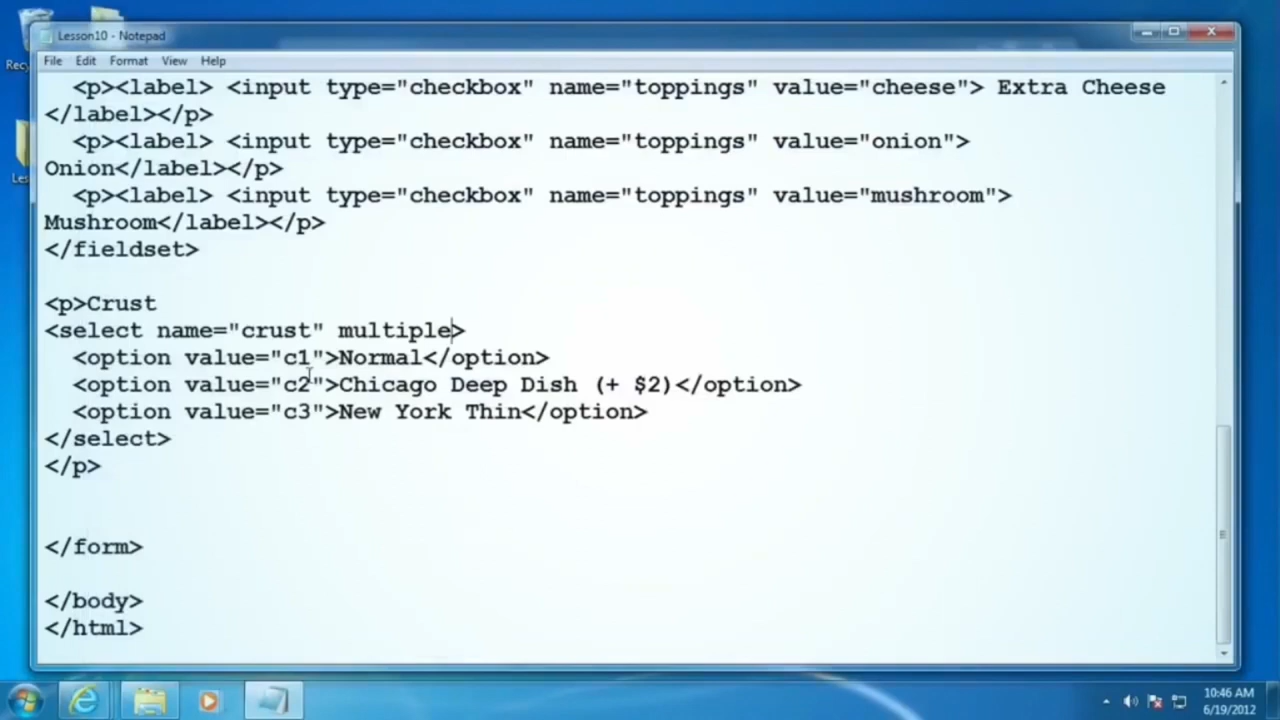 Lesson10 - Notepad
File Edit Format View Help
<p><label> <input type="checkbox" name="toppings" value="cheese"> Extra Cheese
</label></p>
<p><label> <input type="checkbox" name="toppings" value="onion">
Onion</label></p>
<p><label> <input type="checkbox" name="toppings" value="mushroom">
Mushroom</label></p>
</fieldset>
<p>Crust
<select name="crust" multiple>
<option value="c1">Normal</option>
<option value="c2">Chicago Deep Dish (+ $2)</option>
<option value="c3">New York Thin</option>
</select>
</p>
</form>
</body>
</html>
10:46 AM
6/19/2012